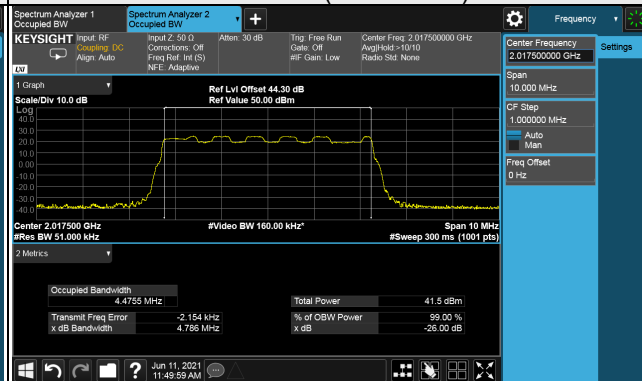 Spectrum Analyzer 1
Occupied BW
Spectrum Analyzer 2
Occupied BW
Frequency
KEYSIGHT
Input: RF
Coupling: DC
Align: Auto
Input Z: 50 Ω
Corrections: Off
Freq Ref: Int (S)
NFE: Adaptive
Atten: 30 dB
Trig: Free Run
Gate: Off
#IF Gain: Low
Center Freq: 2.017500000 GHz
Avg|Hold:>10/10
Radio Std: None
LXI
Center Frequency
2.017500000 GHz
Settings
Span
10.000 MHz
CF Step
1.000000 MHz
Auto
Man
Freq Offset
0 Hz
1 Graph
Scale/Div 10.0 dB
Ref Lvl Offset 44.30 dB
Ref Value 50.00 dBm
Log
40.0
30.0
20.0
10.0
0.00
-10.0
-20.0
-30.0
-40.0
Center 2.017500 GHz
#Res BW 51.000 kHz
#Video BW 160.00 kHz*
Span 10 MHz
#Sweep 300 ms (1001 pts)
2 Metrics
Occupied Bandwidth
4.4755 MHz
Transmit Freq Error
-2.154 kHz
x dB Bandwidth
4.786 MHz
Total Power
41.5 dBm
% of OBW Power
99.00 %
x dB
-26.00 dB
?
Jun 11, 2021
11:49:59 AM